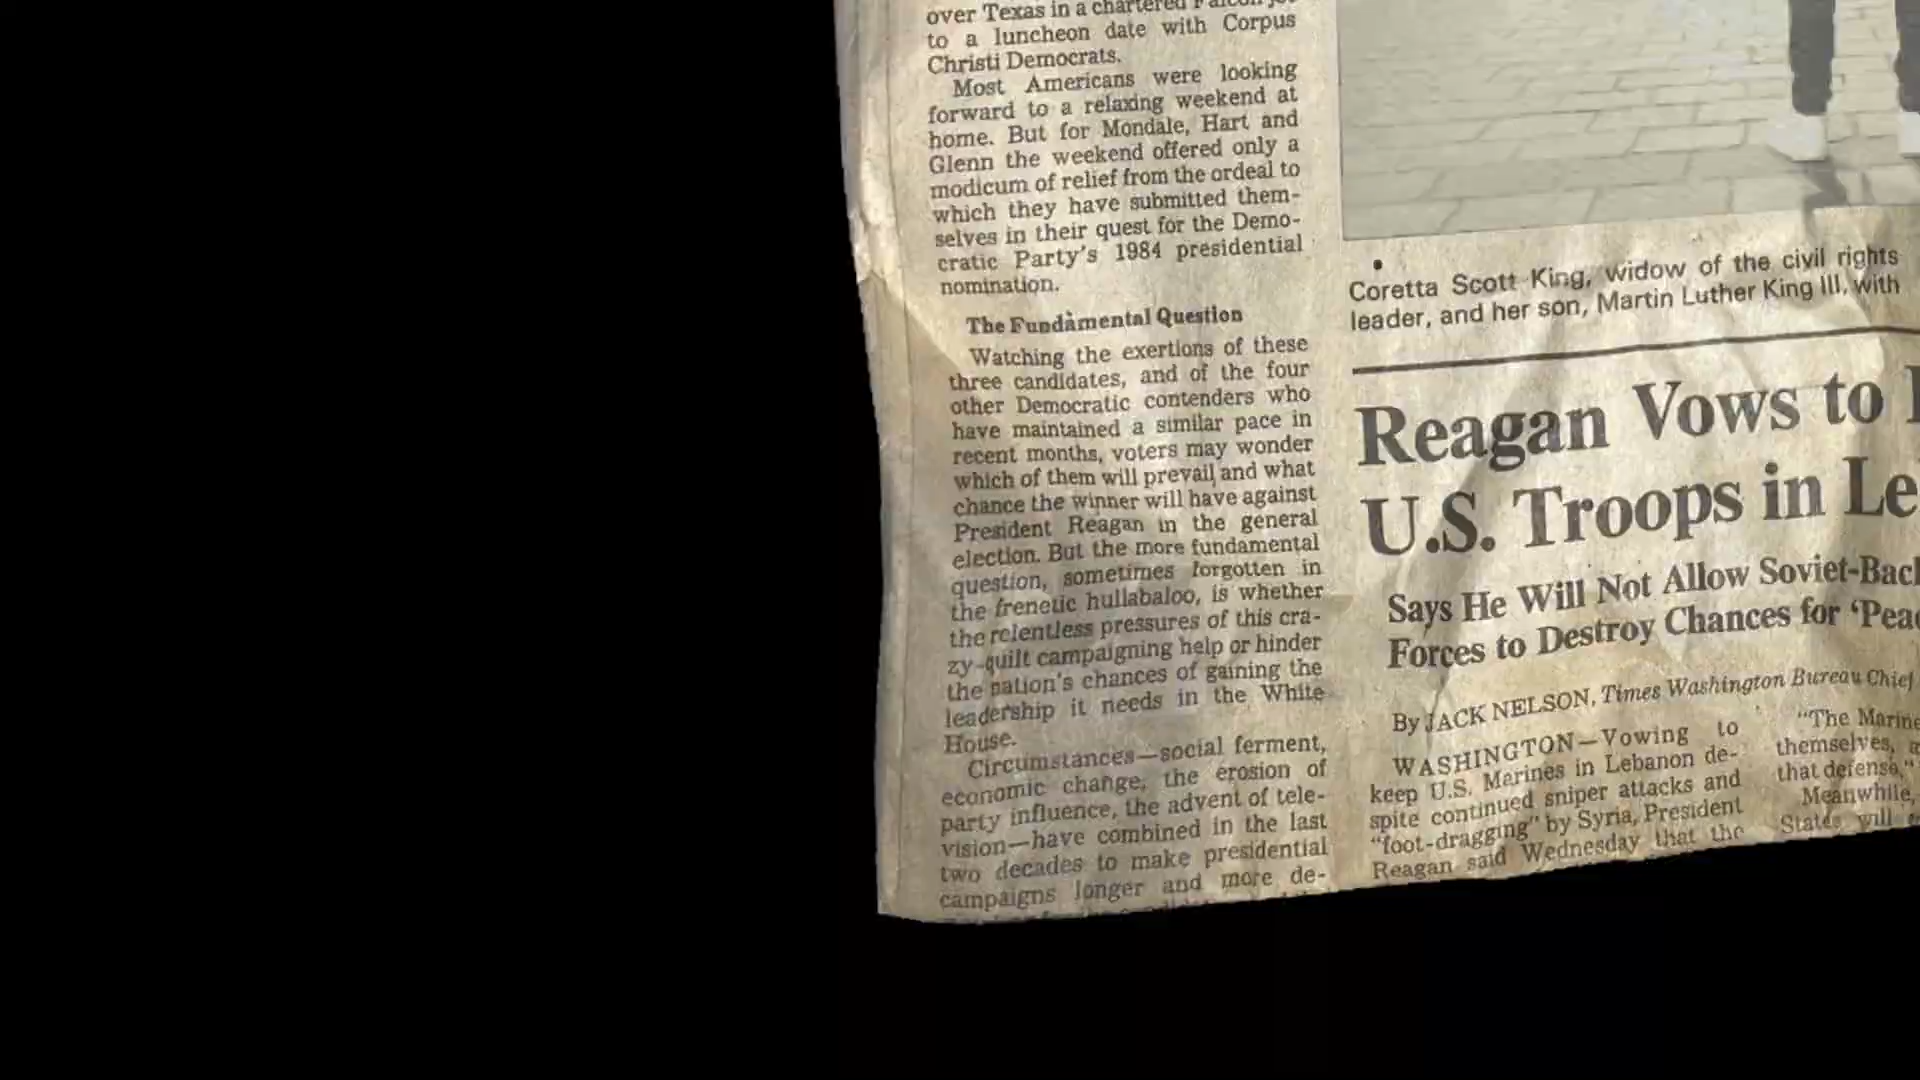 over Texas in a chartered Falcon jet
to a luncheon date with Corpus
Christi Democrats.
Most Americans were looking
forward to a relaxing weekend at
home. But for Mondale, Hart and
Glenn the weekend offered only a
modicum of relief from the ordeal to
which they have submitted them-
selves in their quest for the Demo-
cratic Party's 1984 presidential
nomination.
The Fundamental Question
Watching the exertions of these
three candidates, and of the four
other Democratic contenders who
have maintained a similar pace in
recent months, voters may wonder
which of them will prevail and what
chance the winner will have against
President Reagan in the general
election. But the more fundamental
question, sometimes forgotten in
the frenetic hullabaloo, is whether
the relentless pressures of this cra-
zy-quilt campaigning help or hinder
the nation's chances of gaining the
leadership it needs in the White
House.
Circumstances—social ferment,
economic change, the erosion of
party influence, the advent of tele-
vision—have combined in the last
two decades to make presidential
campaigns longer and more de-
Coretta Scott King, widow of the civil rights
leader, and her son, Martin Luther King III, with
Reagan Vows to
U.S. Troops in Le
Says He Will Not Allow Soviet-Back
Forces to Destroy Chances for ‘Peac
By JACK NELSON, Times Washington Bureau Chief
WASHINGTON—Vowing to
keep U.S. Marines in Lebanon de-
spite continued sniper attacks and
"foot-dragging" by Syria, President
Reagan said Wednesday that the
"The Marine
themselves, a
that defense,"
Meanwhile,
States will